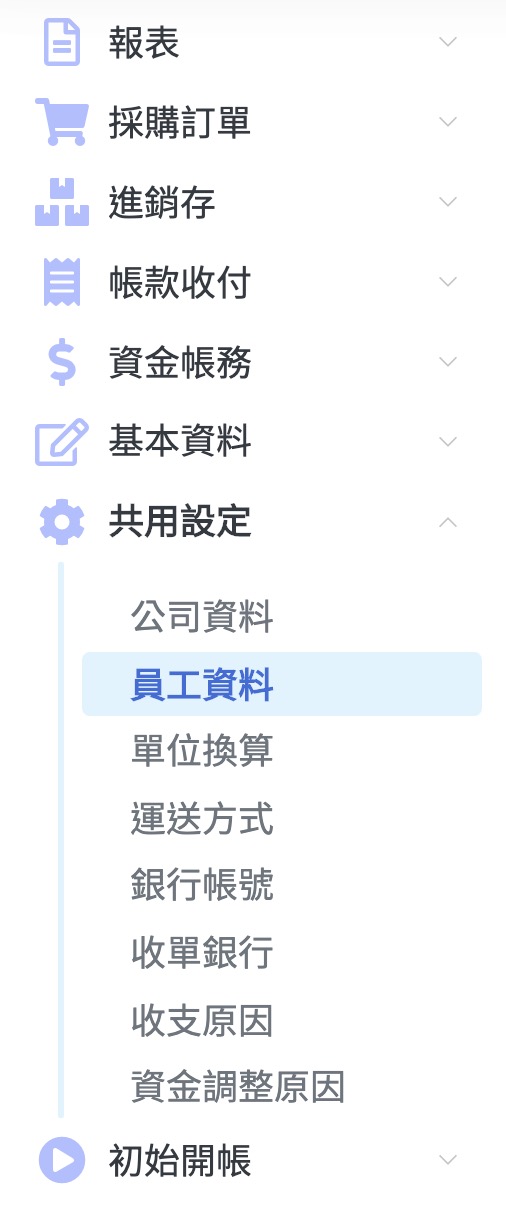 報表
採購訂單
進銷存
帳款收付
資金帳務
基本資料
共用設定
公司資料
員工資料
單位換算
運送方式
銀行帳號
收單銀行
收支原因
資金調整原因
初始開帳